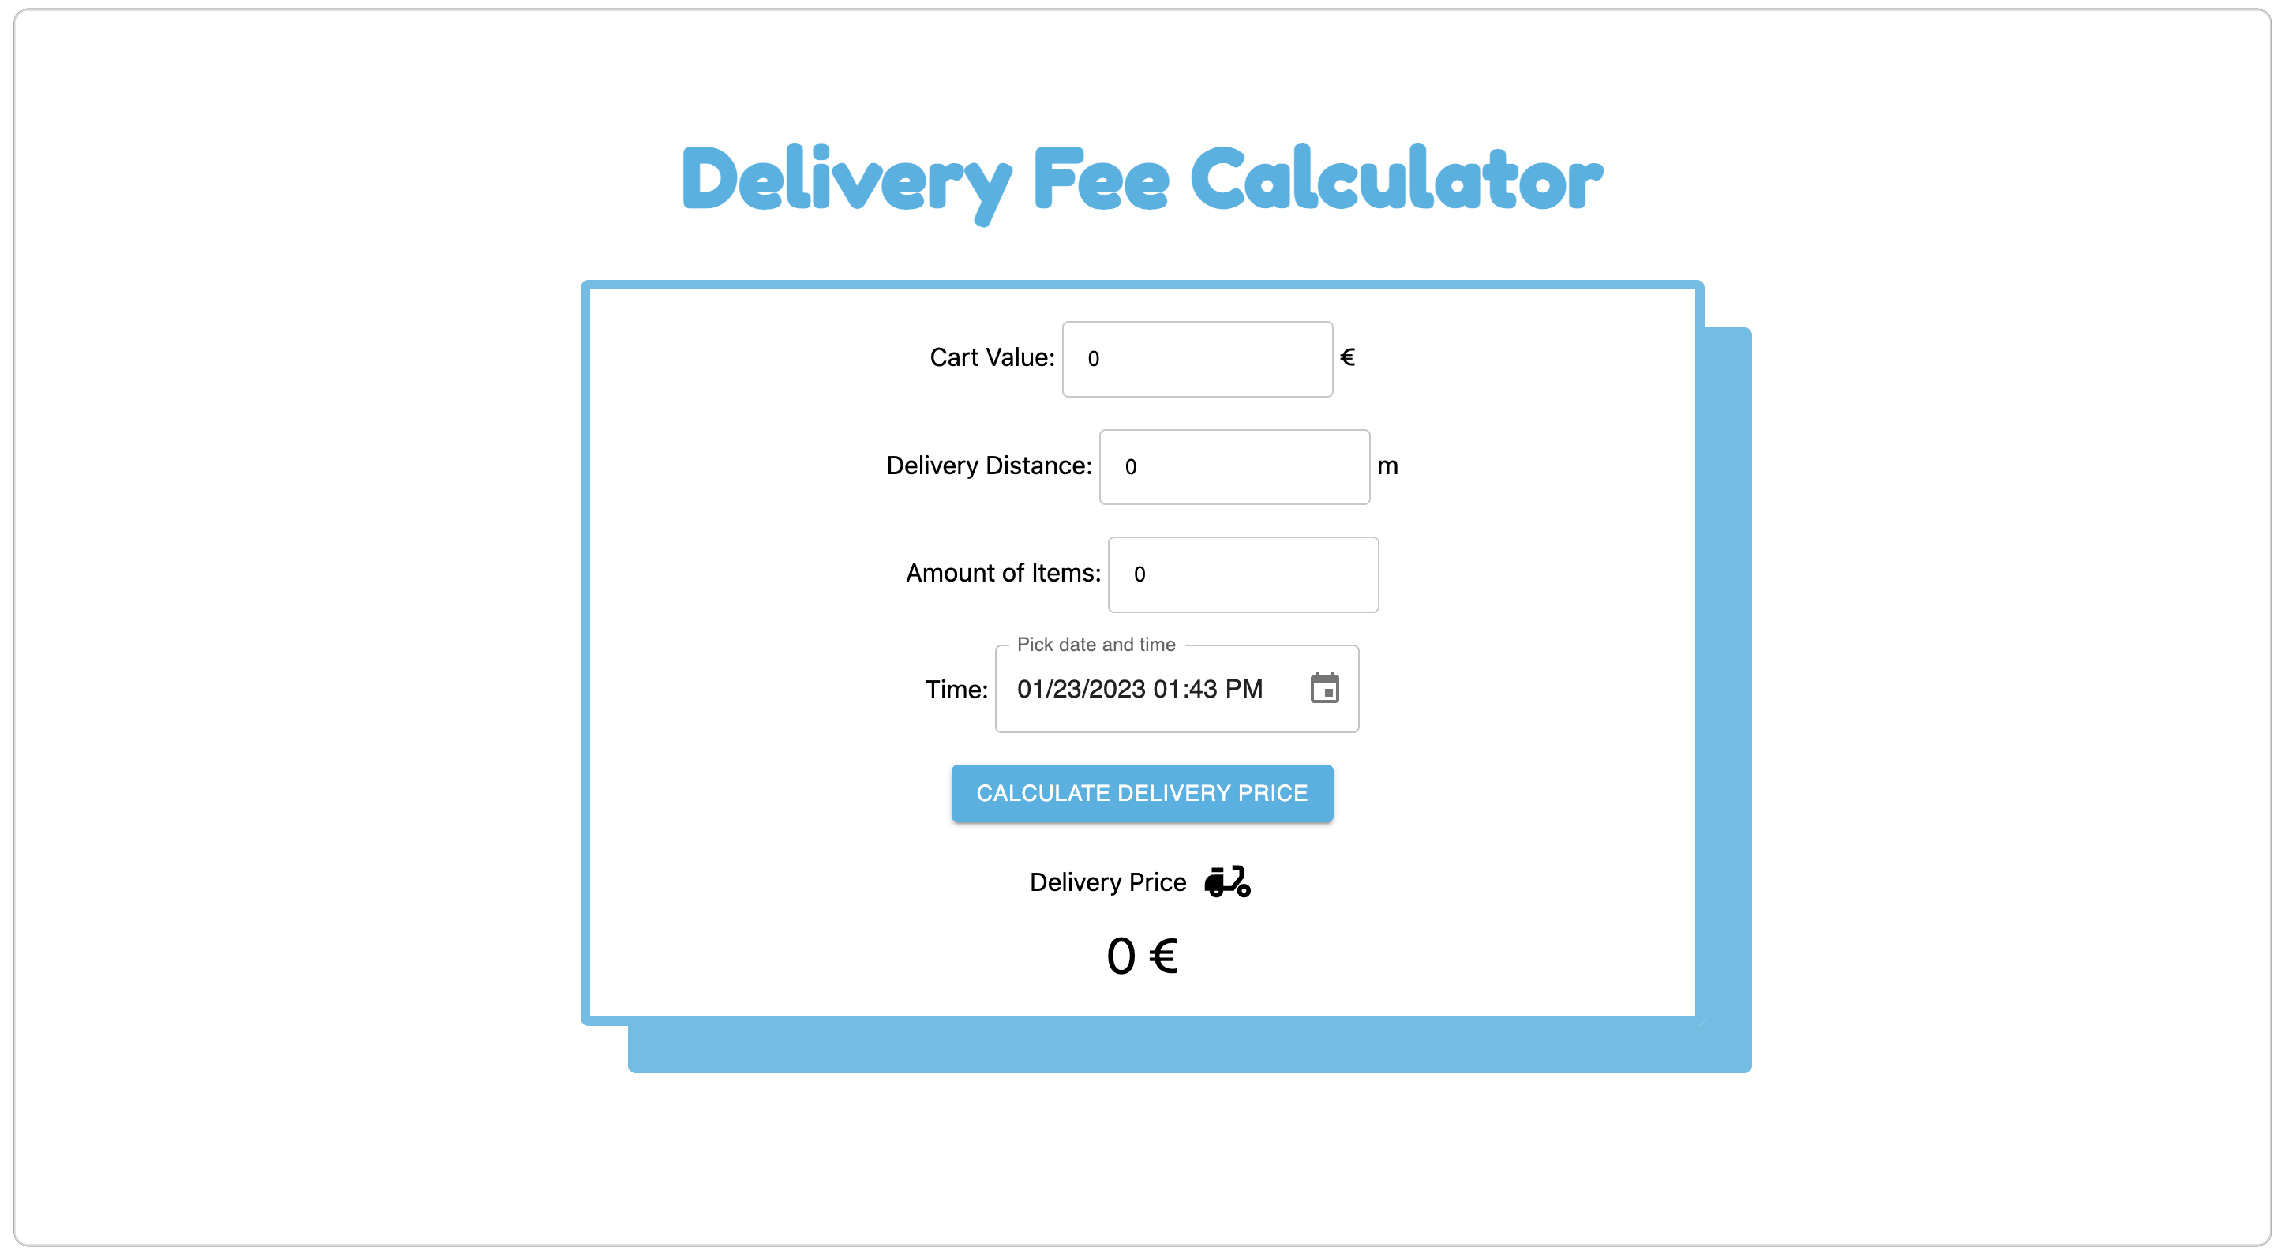 Delivery Fee Calculator
Cart Value: 0 €
Delivery Distance: 0 m
Amount of Items: 0
Pick date and time
Time: 01/23/2023 01:43 PM
CALCULATE DELIVERY PRICE
Delivery Price
0 €